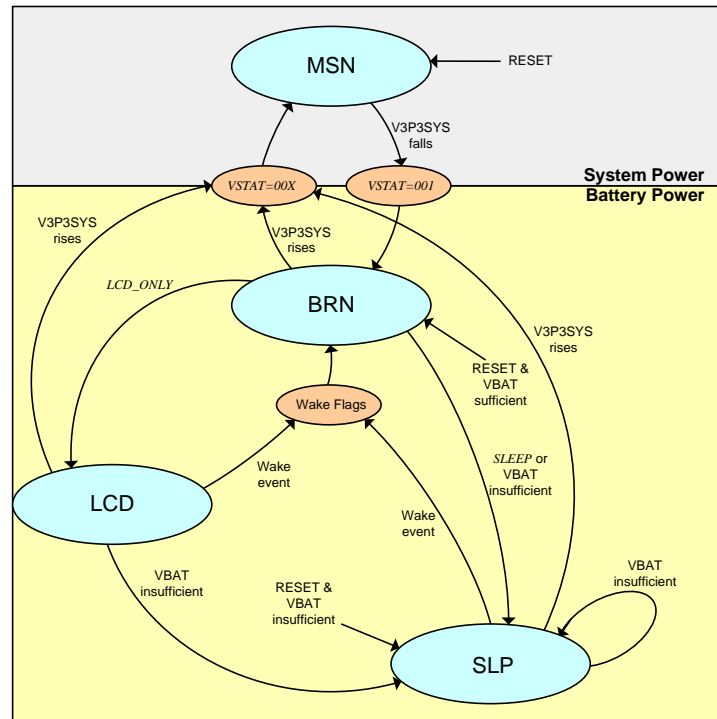 MSN
RESET
V3P3SYS
falls
System Power
VSTAT=00X
VSTAT=001
Battery Power
V3P3SYS
rises
V3P3SYS
rises
LCD_ONLY
BRN
V3P3SYS
rises
RESET &
VBAT
sufficient
Wake Flags
SLEEP or
VBAT
insufficient
Wake
event
LCD
Wake
event
VBAT
insufficient
RESET &
VBAT
insufficient
VBAT
insufficient
SLP